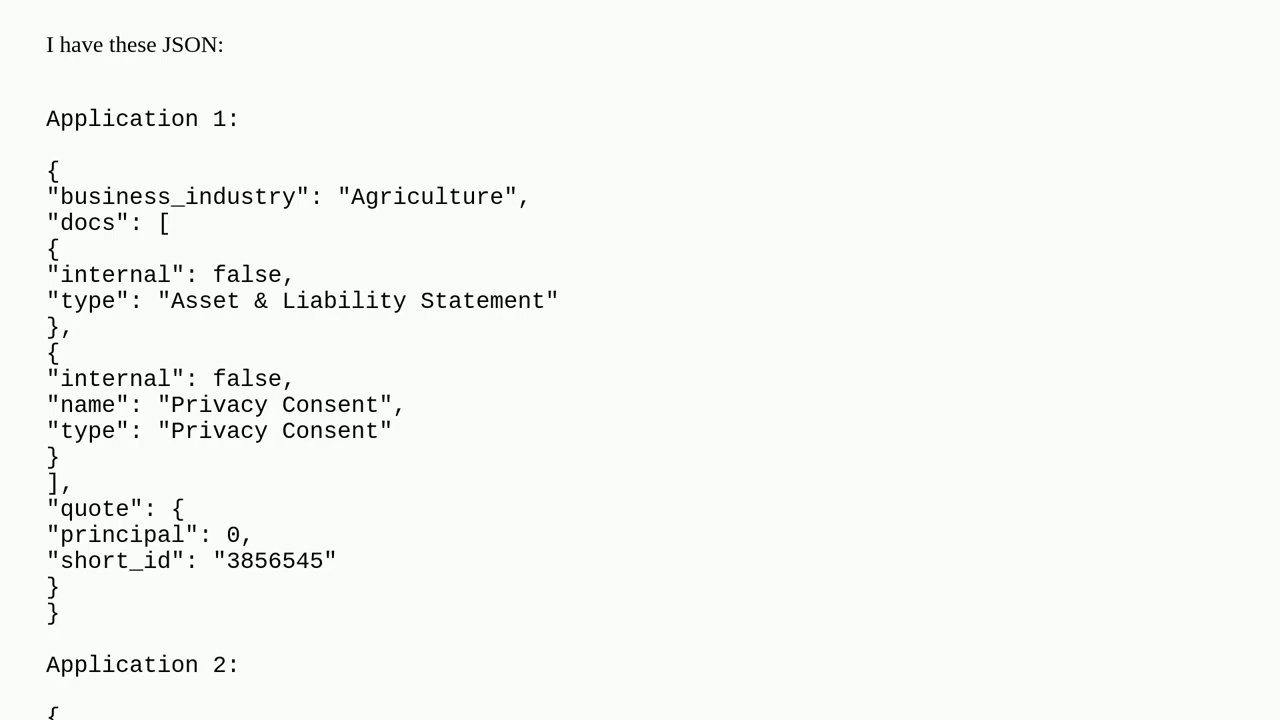 I have these JSON:
Application 1:
{
"business_industry": "Agriculture",
"docs": [
{
"internal": false,
"type": "Asset & Liability Statement"
},
{
"internal": false,
"name": "Privacy Consent",
"type": "Privacy Consent"
}
],
"quote": {
"principal": 0,
"short_id": "3856545"
}
}
Application 2:
{